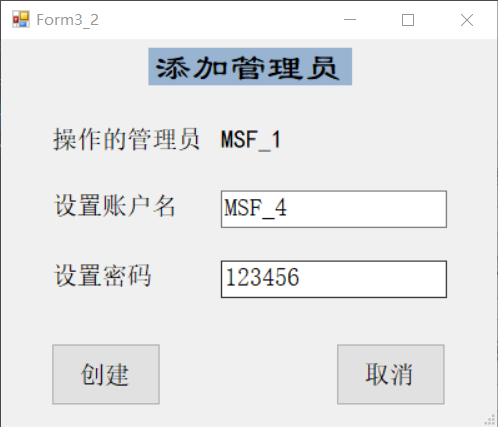 Form3_2
添加管理员
操作的管理员 MSF_1
设置账户名 MSF_4
设置密码 123456
创建 取消